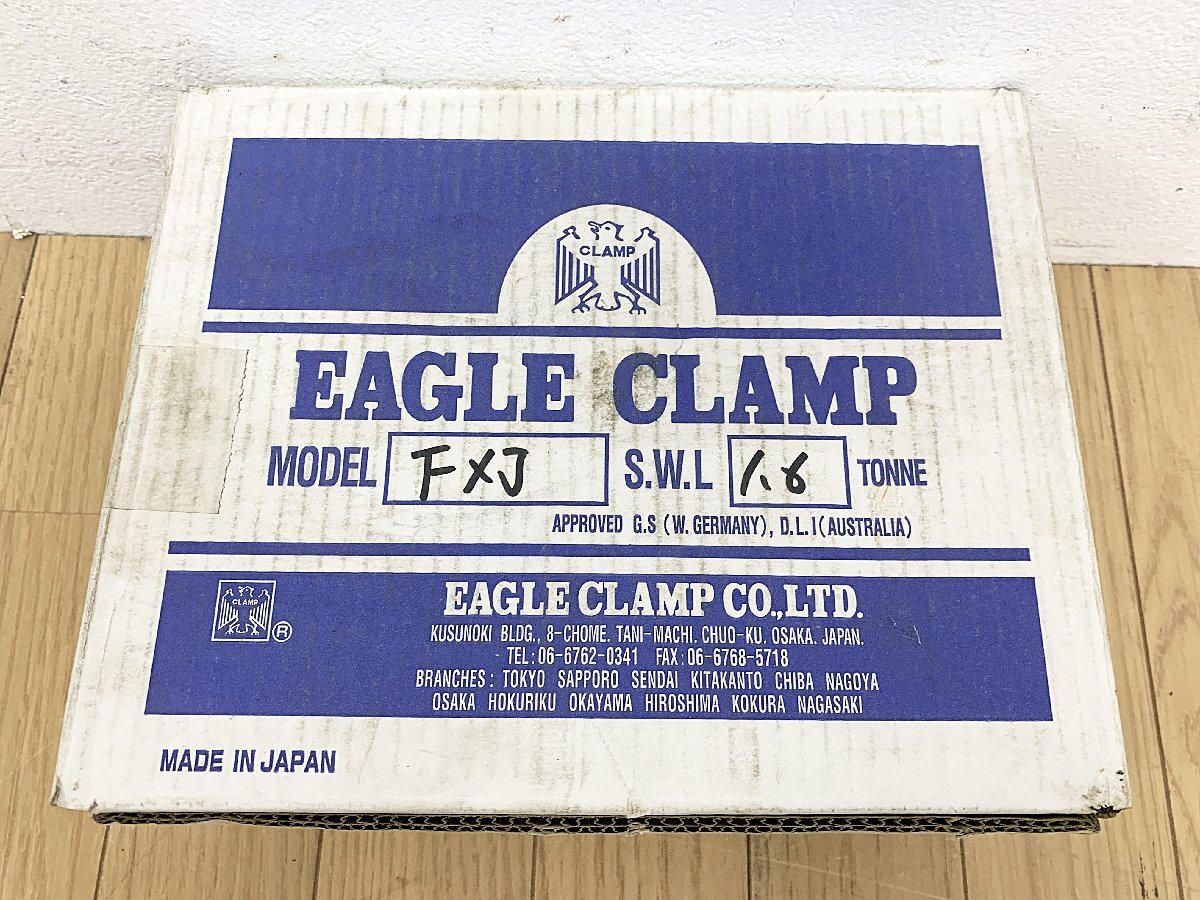 CLAMP
EAGLE CLAMP
MODEL FXJ S.W.L 1.6 TONNE
APPROVED G.S (W. GERMANY), D.L.I (AUSTRALIA)
CLAMP ®
EAGLE CLAMP CO.,LTD.
KUSUNOKI BLDG., 8-CHOME. TANI-MACHI. CHUO-KU. OSAKA. JAPAN.
TEL:06-6762-0341 FAX:06-6768-5718
BRANCHES: TOKYO SAPPORO SENDAI KITAKANTO CHIBA NAGOYA
OSAKA HOKURIKU OKAYAMA HIROSHIMA KOKURA NAGASAKI
MADE IN JAPAN